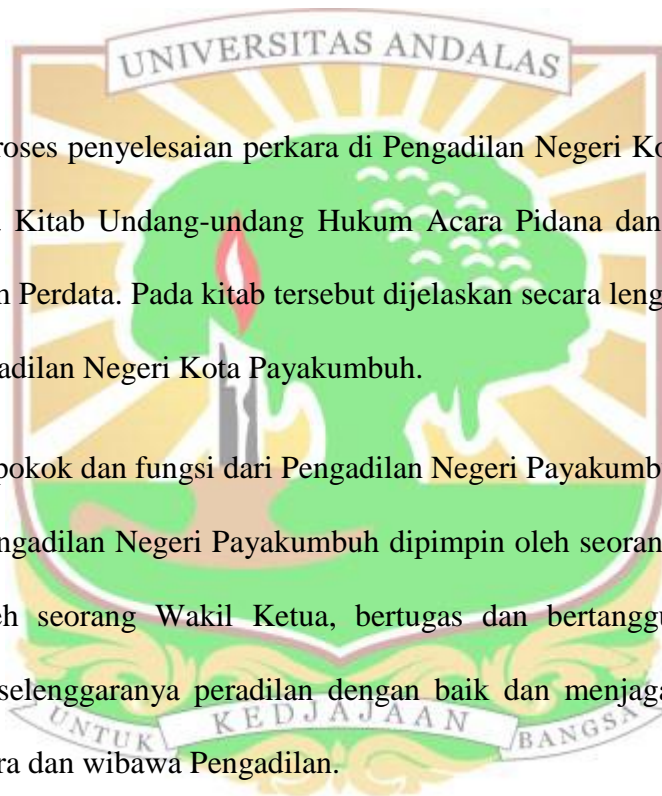 UNIVERSITAS ANDALAS
roses penyelesaian perkara di Pengadilan Negeri Ko
Kitab Undang-undang Hukum Acara Pidana dan
n Perdata. Pada kitab tersebut dijelaskan secara leng
adilan Negeri Kota Payakumbuh.
pokok dan fungsi dari Pengadilan Negeri Payakumb
ngadilan Negeri Payakumbuh dipimpin oleh seoran
eh seorang Wakil Ketua, bertugas dan bertanggu
selenggaranya peradilan dengan baik dan menjaga
ra dan wibawa Pengadilan.
UNTUK KEDJAJAAN BANGSA